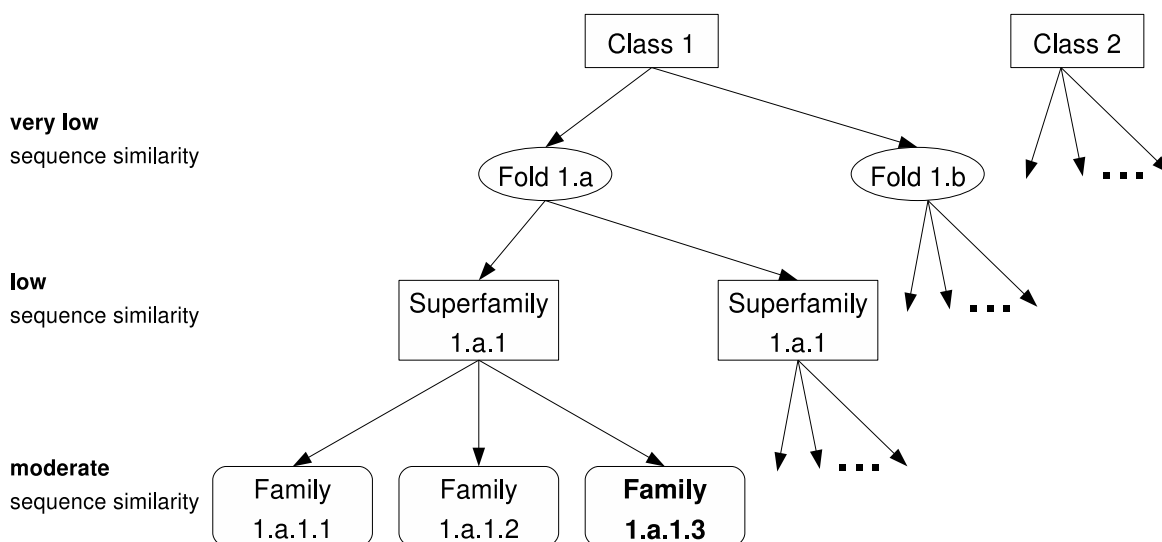 Class 1
Class 2
very low
sequence similarity
Fold 1.a
Fold 1.b
low
sequence similarity
Superfamily
1.a.1
Superfamily
1.a.1
moderate
sequence similarity
Family
1.a.1.1
Family
1.a.1.2
Family
1.a.1.3